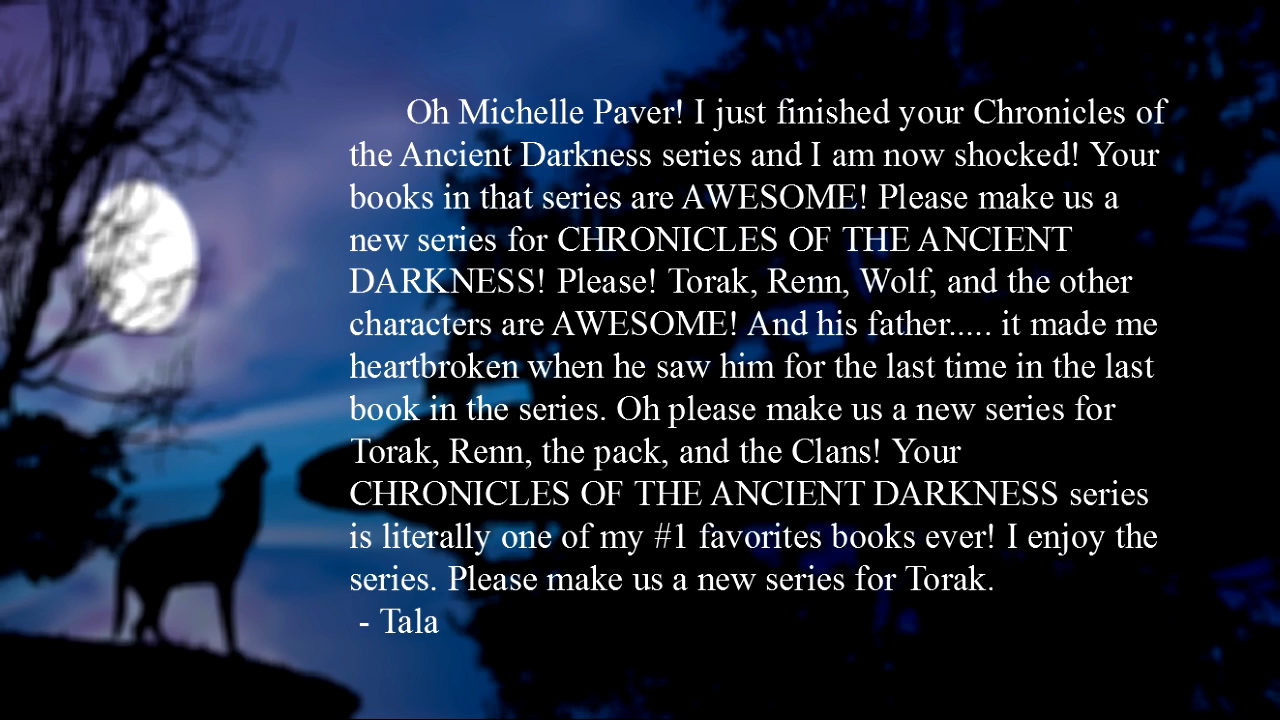 Oh Michelle Paver! I just finished your Chronicles of
the Ancient Darkness series and I am now shocked! Your
books in that series are AWESOME! Please make us a
new series for CHRONICLES OF THE ANCIENT
DARKNESS! Please! Torak, Renn, Wolf, and the other
characters are AWESOME! And his father..... it made me
heartbroken when he saw him for the last time in the last
book in the series. Oh please make us a new series for
Torak, Renn, the pack, and the Clans! Your
CHRONICLES OF THE ANCIENT DARKNESS series
is literally one of my #1 favorites books ever! I enjoy the
series. Please make us a new series for Torak.
- Tala